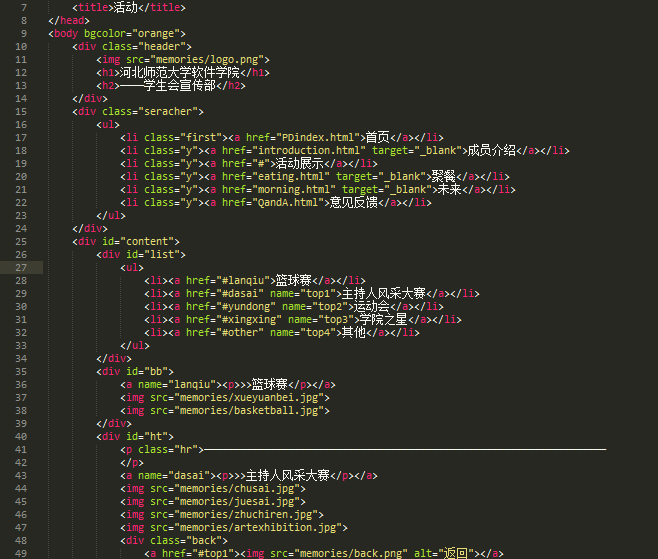 7 <title>活动</title>
8 </head>
9 <body bgcolor="orange">
10 <div class="header">
11 <img src="memories/logo.png">
12 <h1>河北师范大学软件学院</h1>
13 <h2>——学生会宣传部</h2>
14 </div>
15 <div class="seracher">
16 <ul>
17 <li class="first"><a href="PDindex.html">首页</a></li>
18 <li class="y"><a href="introduction.html" target="_blank">成员介绍</a></li>
19 <li class="y"><a href="#">活动展示</a></li>
20 <li class="y"><a href="eating.html" target="_blank">聚餐</a></li>
21 <li class="y"><a href="morning.html" target="_blank">未来</a></li>
22 <li class="y"><a href="QandA.html">意见反馈</a></li>
23 </ul>
24 </div>
25 <div id="content">
26 <div id="list">
27 <ul>
28 <li><a href="#lanqiu">篮球赛</a></li>
29 <li><a href="#dasai" name="top1">主持人风采大赛</a></li>
30 <li><a href="#yundong" name="top2">运动会</a></li>
31 <li><a href="#xingxing" name="top3">学院之星</a></li>
32 <li><a href="#other" name="top4">其他</a></li>
33 </ul>
34 </div>
35 <div id="bb">
36 <a name="lanqiu"><p>>>篮球赛</p></a>
37 <img src="memories/xueyuanbei.jpg">
38 <img src="memories/basketball.jpg">
39 </div>
40 <div id="ht">
41 <p class="hr">———————————————————————————————————
42 </p>
43 <a name="dasai"><p>>>主持人风采大赛</p></a>
44 <img src="memories/chusai.jpg">
45 <img src="memories/juesai.jpg">
46 <img src="memories/zhuchiren.jpg">
47 <img src="memories/artexhibition.jpg">
48 <div class="back">
49 <a href="#top1"><img src="memories/back.png" alt="返回"></a>